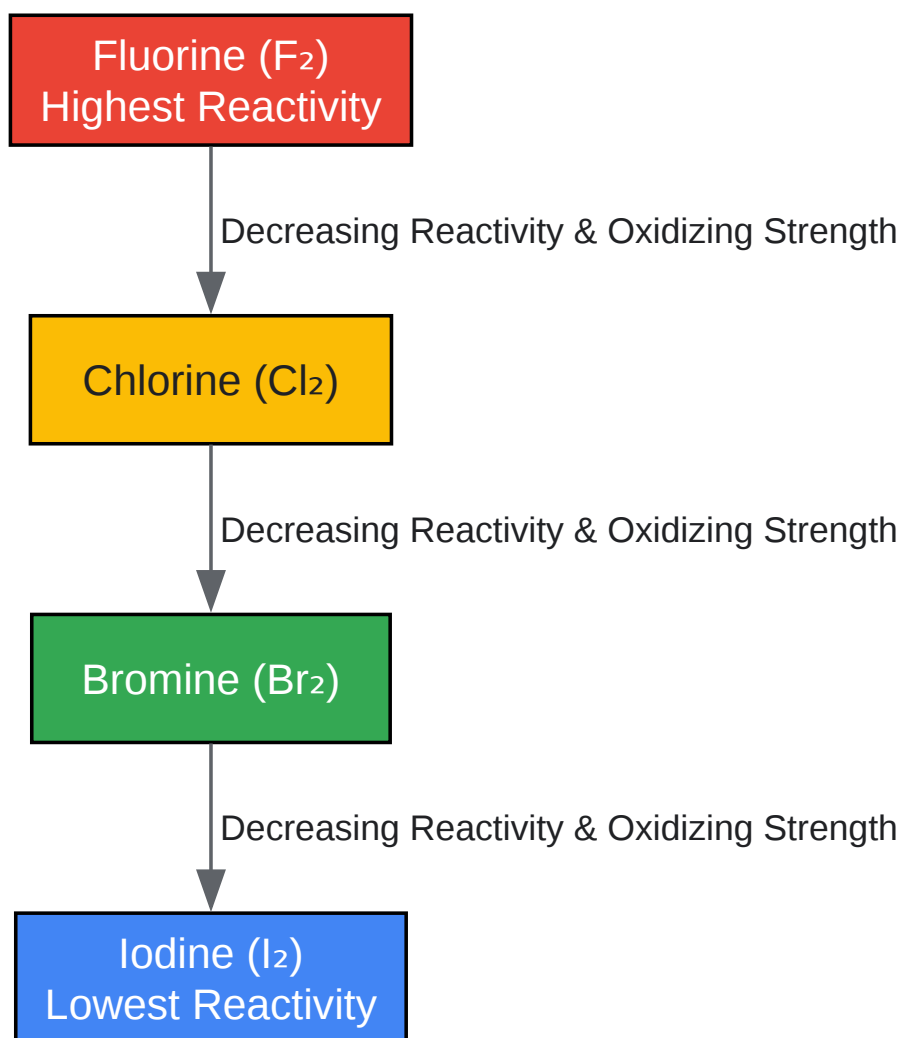 Fluorine (F₂)
Highest Reactivity
Decreasing Reactivity & Oxidizing Strength
Chlorine (Cl₂)
Decreasing Reactivity & Oxidizing Strength
Bromine (Br₂)
Decreasing Reactivity & Oxidizing Strength
Iodine (I₂)
Lowest Reactivity